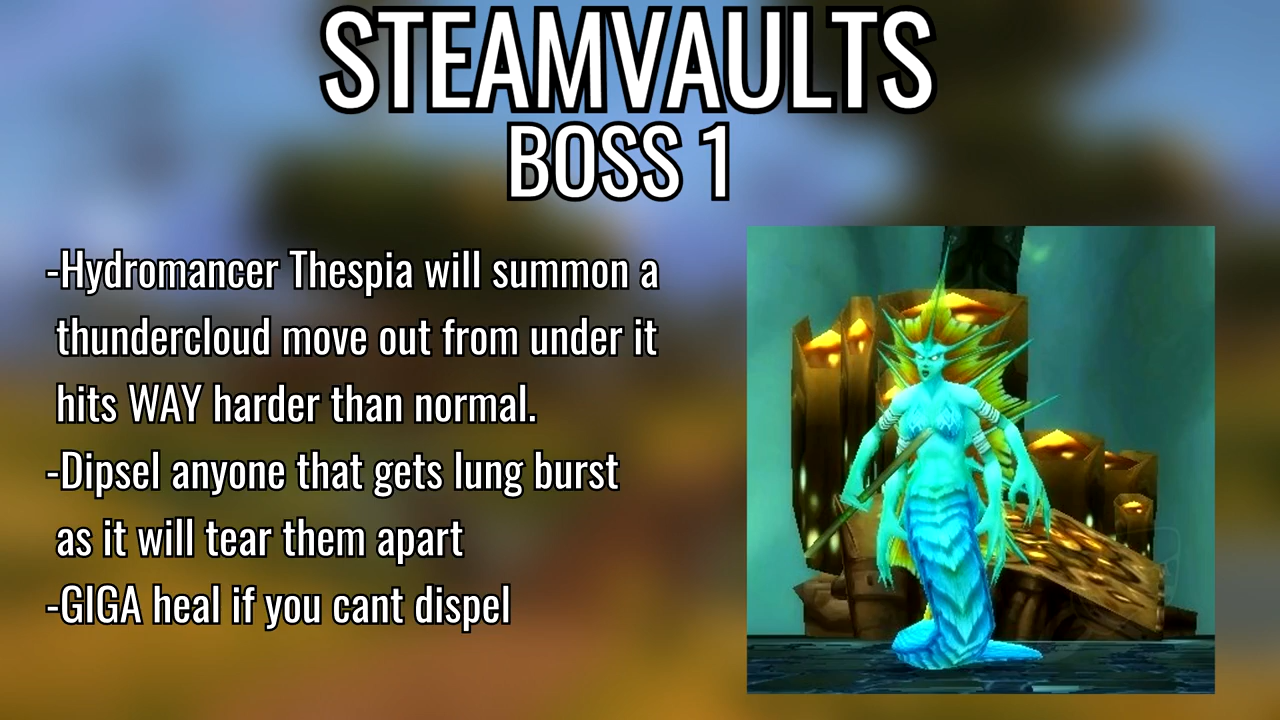 STEAMVAULTS
BOSS 1
-Hydromancer Thespia will summon a
thundercloud move out from under it
hits WAY harder than normal.
-Dipsel anyone that gets lung burst
as it will tear them apart
-GIGA heal if you cant dispel